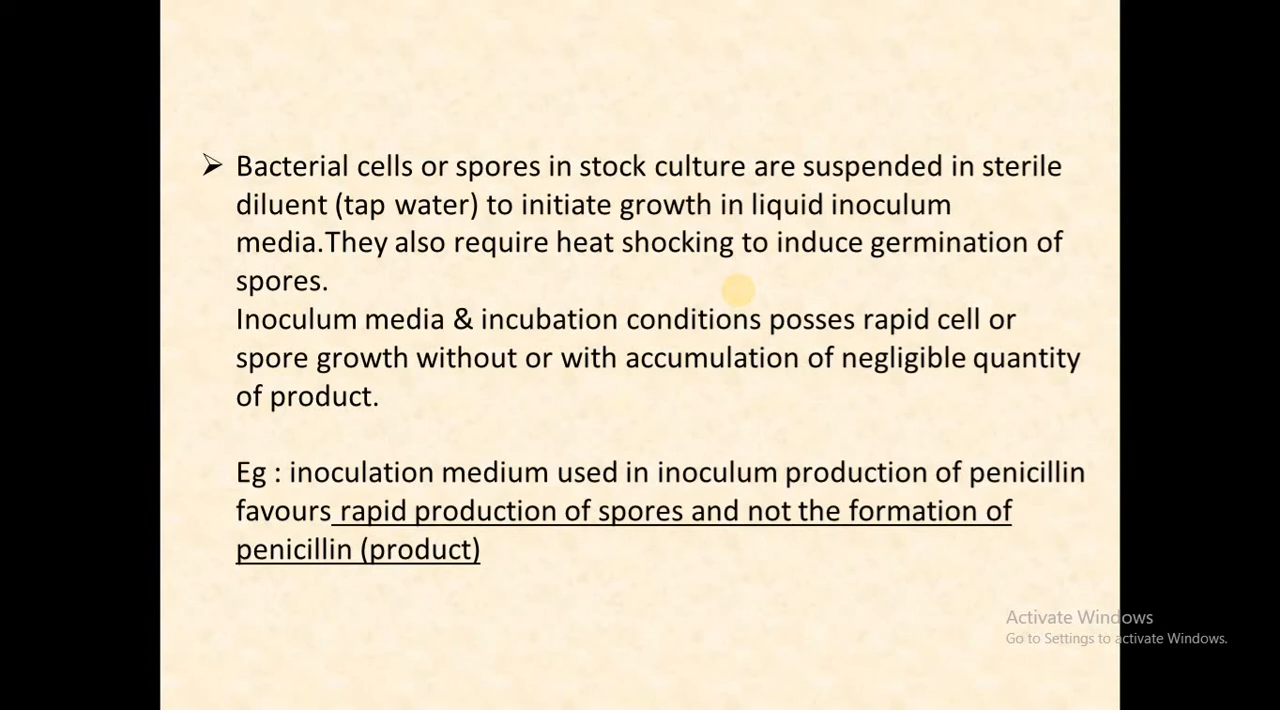 ➢ Bacterial cells or spores in stock culture are suspended in sterile
diluent (tap water) to initiate growth in liquid inoculum
media.They also require heat shocking to induce germination of
spores.
Inoculum media & incubation conditions posses rapid cell or
spore growth without or with accumulation of negligible quantity
of product.
Eg : inoculation medium used in inoculum production of penicillin
favours rapid production of spores and not the formation of
penicillin (product)
Activate Windows
Go to Settings to activate Windows.